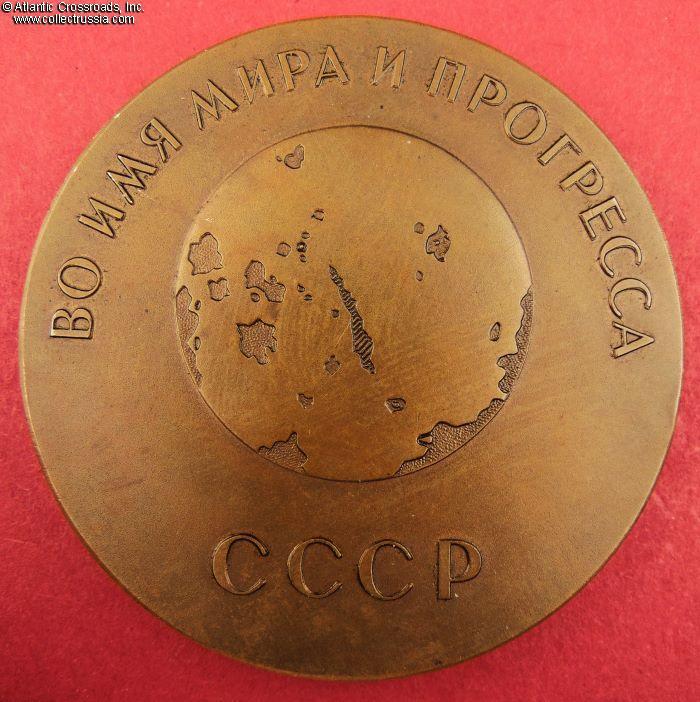 © Atlantic Crossroads, Inc.
www.collectrussia.com
ВО ИМЯ МИРА И ПРОГРЕССА
СССР